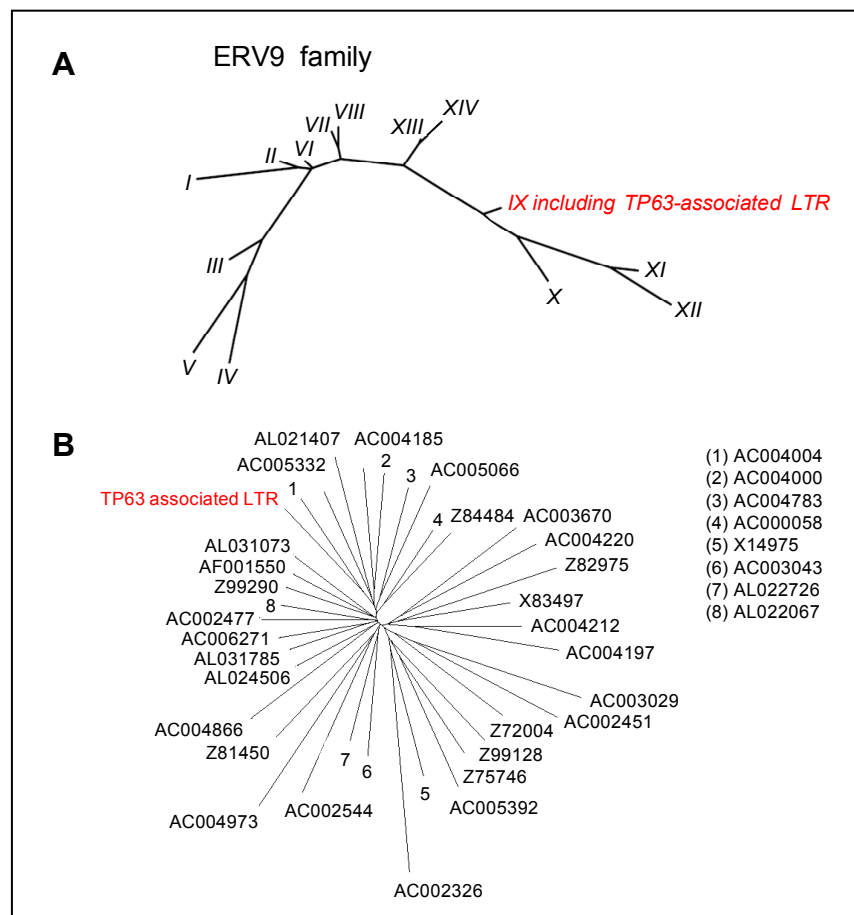 A
ERV9 family
VIII
XIV
VII
XIII
VI
II
I
IX including TP63-associated LTR
III
XI
X
XII
V
IV
B
AL021407
AC004185
AC005332
2
3
AC005066
TP63 associated LTR
1
4
Z84484
AC003670
AC004220
AL031073
AF001550
Z82975
Z99290
8
X83497
AC002477
AC004212
AC006271
AL031785
AC004197
AL024506
AC003029
AC004866
AC002451
Z72004
Z81450
7
6
Z99128
Z75746
5
AC002544
AC005392
AC004973
AC002326
(1) AC004004
(2) AC004000
(3) AC004783
(4) AC000058
(5) X14975
(6) AC003043
(7) AL022726
(8) AL022067